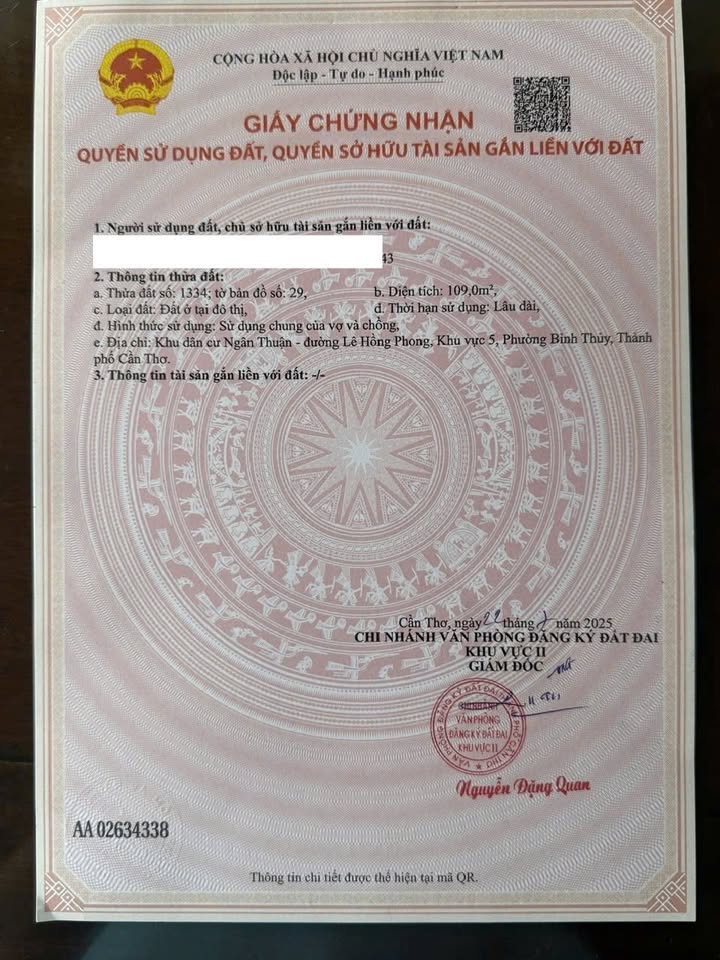 CỘNG HÒA XÃ HỘI CHỦ NGHĨA VIỆT NAM
Độc lập - Tự do - Hạnh phúc
GIẤY CHỨNG NHẬN
QUYỀN SỬ DỤNG ĐẤT, QUYỀN SỞ HỮU TÀI SẢN GẮN LIỀN VỚI ĐẤT
1. Người sử dụng đất, chủ sở hữu tài sản gắn liền với đất:
43
2. Thông tin thửa đất:
a. Thửa đất số: 1334; tờ bản đồ số: 29, b. Diện tích: 109,0m²,
c. Loại đất: Đất ở tại đô thị, d. Thời hạn sử dụng: Lâu dài,
đ. Hình thức sử dụng: Sử dụng chung của vợ và chồng,
e. Địa chỉ: Khu dân cư Ngân Thuận - đường Lê Hồng Phong, Khu vực 5, Phường Bình Thủy, Thành
phố Cần Thơ.
3. Thông tin tài sản gắn liền với đất: -/-
Cần Thơ, ngày 22 tháng năm 2025
CHI NHÁNH VĂN PHÒNG ĐĂNG KÝ ĐẤT ĐAI
KHU VỰC II
GIÁM ĐỐC
CHI NHÁNH
VĂN PHÒNG
ĐĂNG KÝ ĐẤT ĐAI
KHU VỰC II
Nguyễn Đặng Quan
AA 02634338
Thông tin chi tiết được thể hiện tại mã QR.